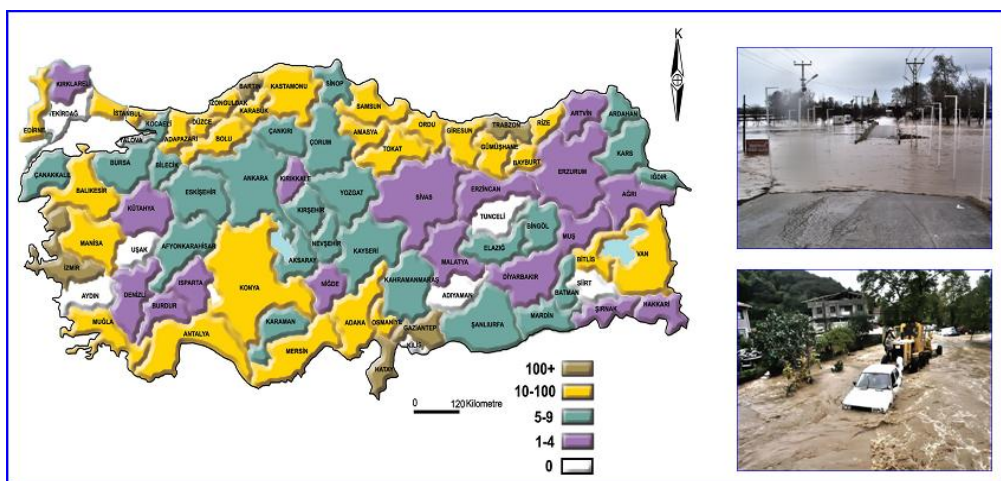 K
KIRKLARELİ
TEKİRDAĞ
EDİRNE
İSTANBUL
KOCAELİ
YALOVA
ADAPAZARI
DÜZCE
ZONGULDAK
BARTIN
KARABÜK
KASTAMONU
SİNOP
SAMSUN
ORDU
GİRESUN
TRABZON
RİZE
ARTVİN
ARDAHAN
KARS
IĞDIR
AĞRI
BOLU
ÇANKIRI
ÇORUM
AMASYA
TOKAT
GÜMÜŞHANE
BAYBURT
ERZURUM
ÇANAKKALE
BURSA
BİLECİK
BALIKESİR
ESKİŞEHİR
ANKARA
KIRIKKALE
YOZGAT
SİVAS
ERZİNCAN
TUNCELİ
BİNGÖL
MUŞ
KÜTAHYA
KIRŞEHİR
MANİSA
UŞAK
AFYONKARAHİSAR
NEVŞEHİR
AKSARAY
KAYSERİ
MALATYA
ELAZIĞ
BİTLİS
VAN
İZMİR
AYDIN
DENİZLİ
ISPARTA
BURDUR
KONYA
NİĞDE
KAHRAMANMARAŞ
ADIYAMAN
DİYARBAKIR
BATMAN
SİİRT
ŞIRNAK
HAKKARİ
MUĞLA
ANTALYA
KARAMAN
MERSİN
ADANA
OSMANİYE
GAZİANTEP
KİLİS
ŞANLIURFA
MARDİN
HATAY
0 120 Kilometre
100+
10-100
5-9
1-4
0